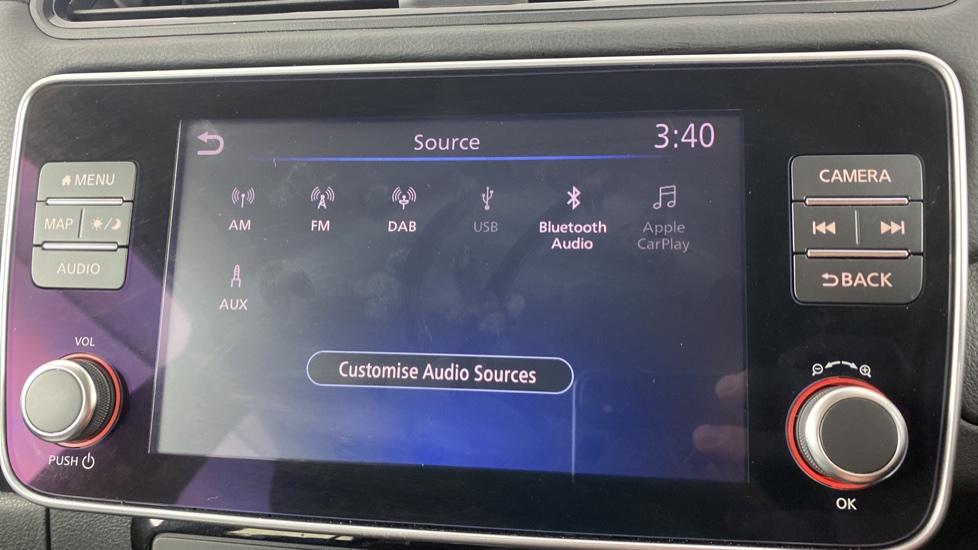 Source
3:40
AM
FM
DAB
USB
Bluetooth
Audio
Apple
CarPlay
AUX
Customise Audio Sources
MENU
MAP
AUDIO
VOL
PUSH
CAMERA
BACK
OK